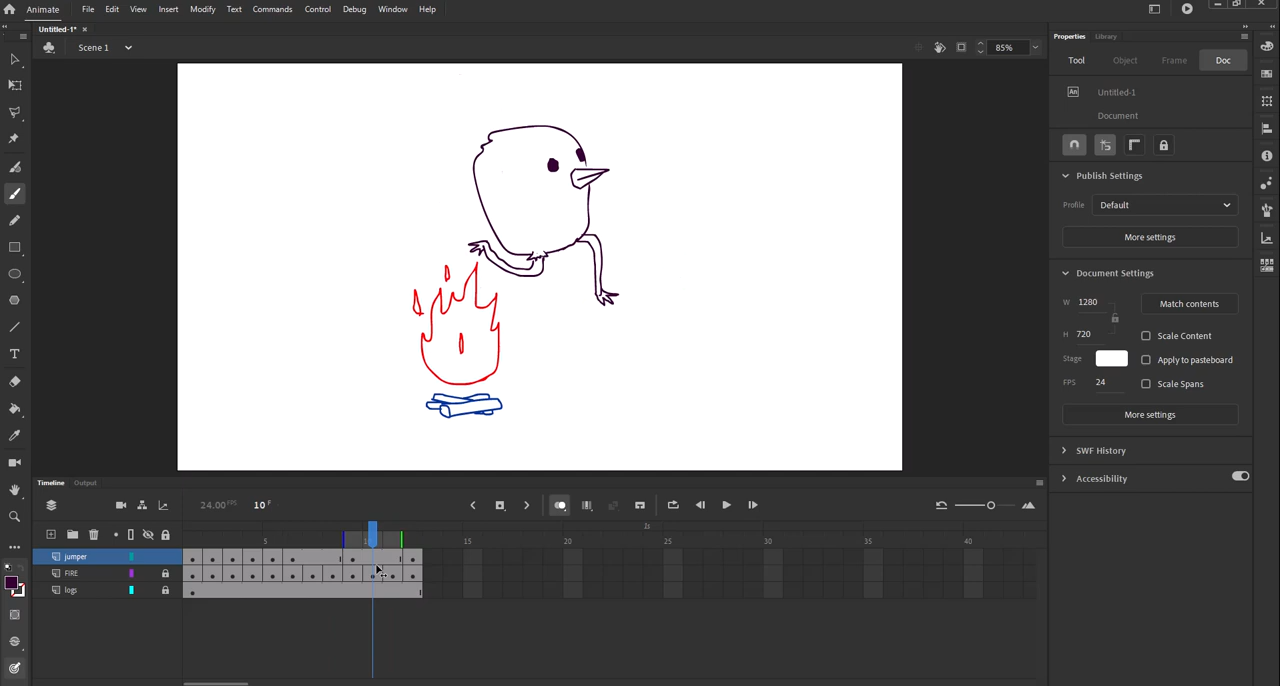 Animate File Edit View Insert Modify Text Commands Control Debug Window Help
Untitled-1* ×
Scene 1 85%
Properties Library
Tool Object Frame Doc
An Untitled-1
Document
Publish Settings
Profile Default
More settings
Document Settings
W 1280 Match contents
H 720 Scale Content
Stage Apply to pasteboard
FPS 24 Scale Spans
More settings
SWF History
Accessibility
Timeline Output
24.00 FPS 10 F
1s
5 15 20 25 30 35 40
jumper
FIRE
logs